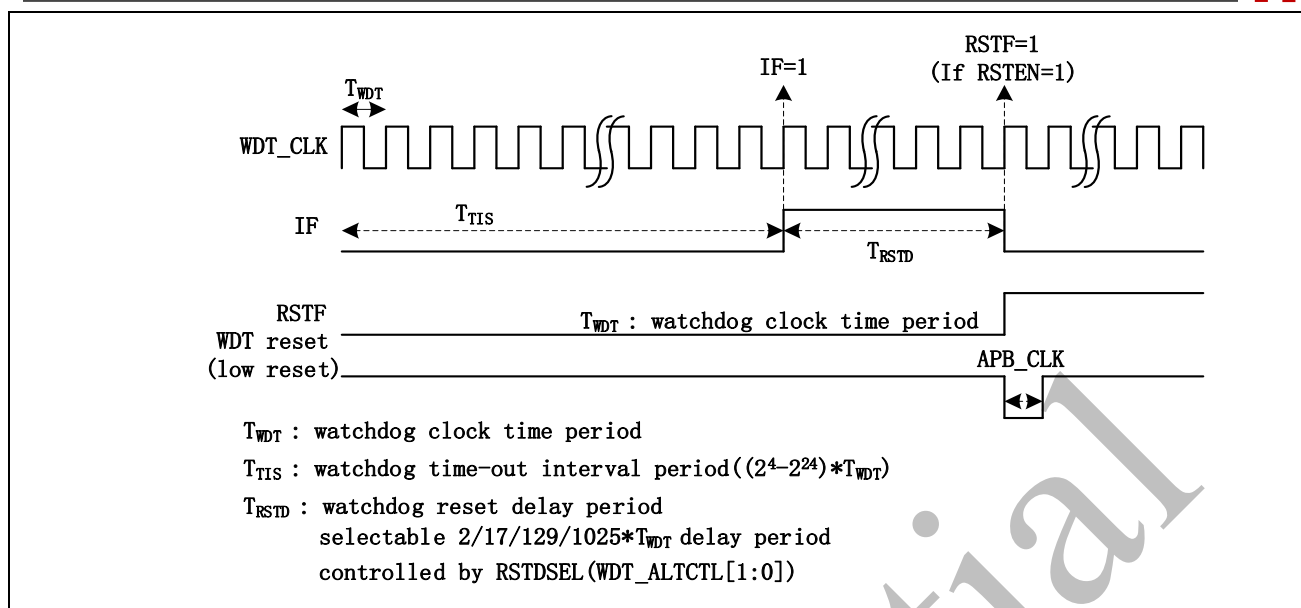 RSTF=1
IF=1
(If RSTEN=1)
TWDT
WDT_CLK
IF
TTIS
TRSTD
RSTF
TWDT : watchdog clock time period
WDT reset
APB_CLK
(low reset)
TWDT : watchdog clock time period
TTIS : watchdog time-out interval period((2⁴-2²⁴)*TWDT)
TRSTD : watchdog reset delay period
selectable 2/17/129/1025*TWDT delay period
controlled by RSTDSEL(WDT_ALTCTL[1:0])